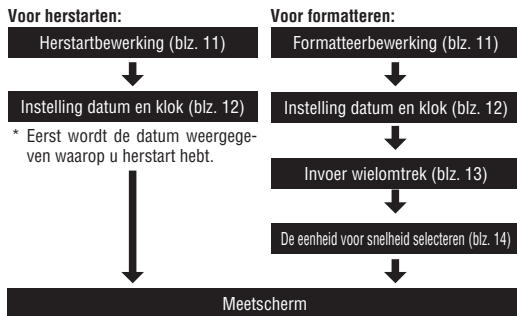 Voor herstarten:
Herstartbewerking (blz. 11)
Instelling datum en klok (blz. 12)
* Eerst wordt de datum weergege-
ven waarop u herstart hebt.
Voor formatteren:
Formatteerbewerking (blz. 11)
Instelling datum en klok (blz. 12)
Invoer wielomtrek (blz. 13)
De eenheid voor snelheid selecteren (blz. 14)
Meetscherm